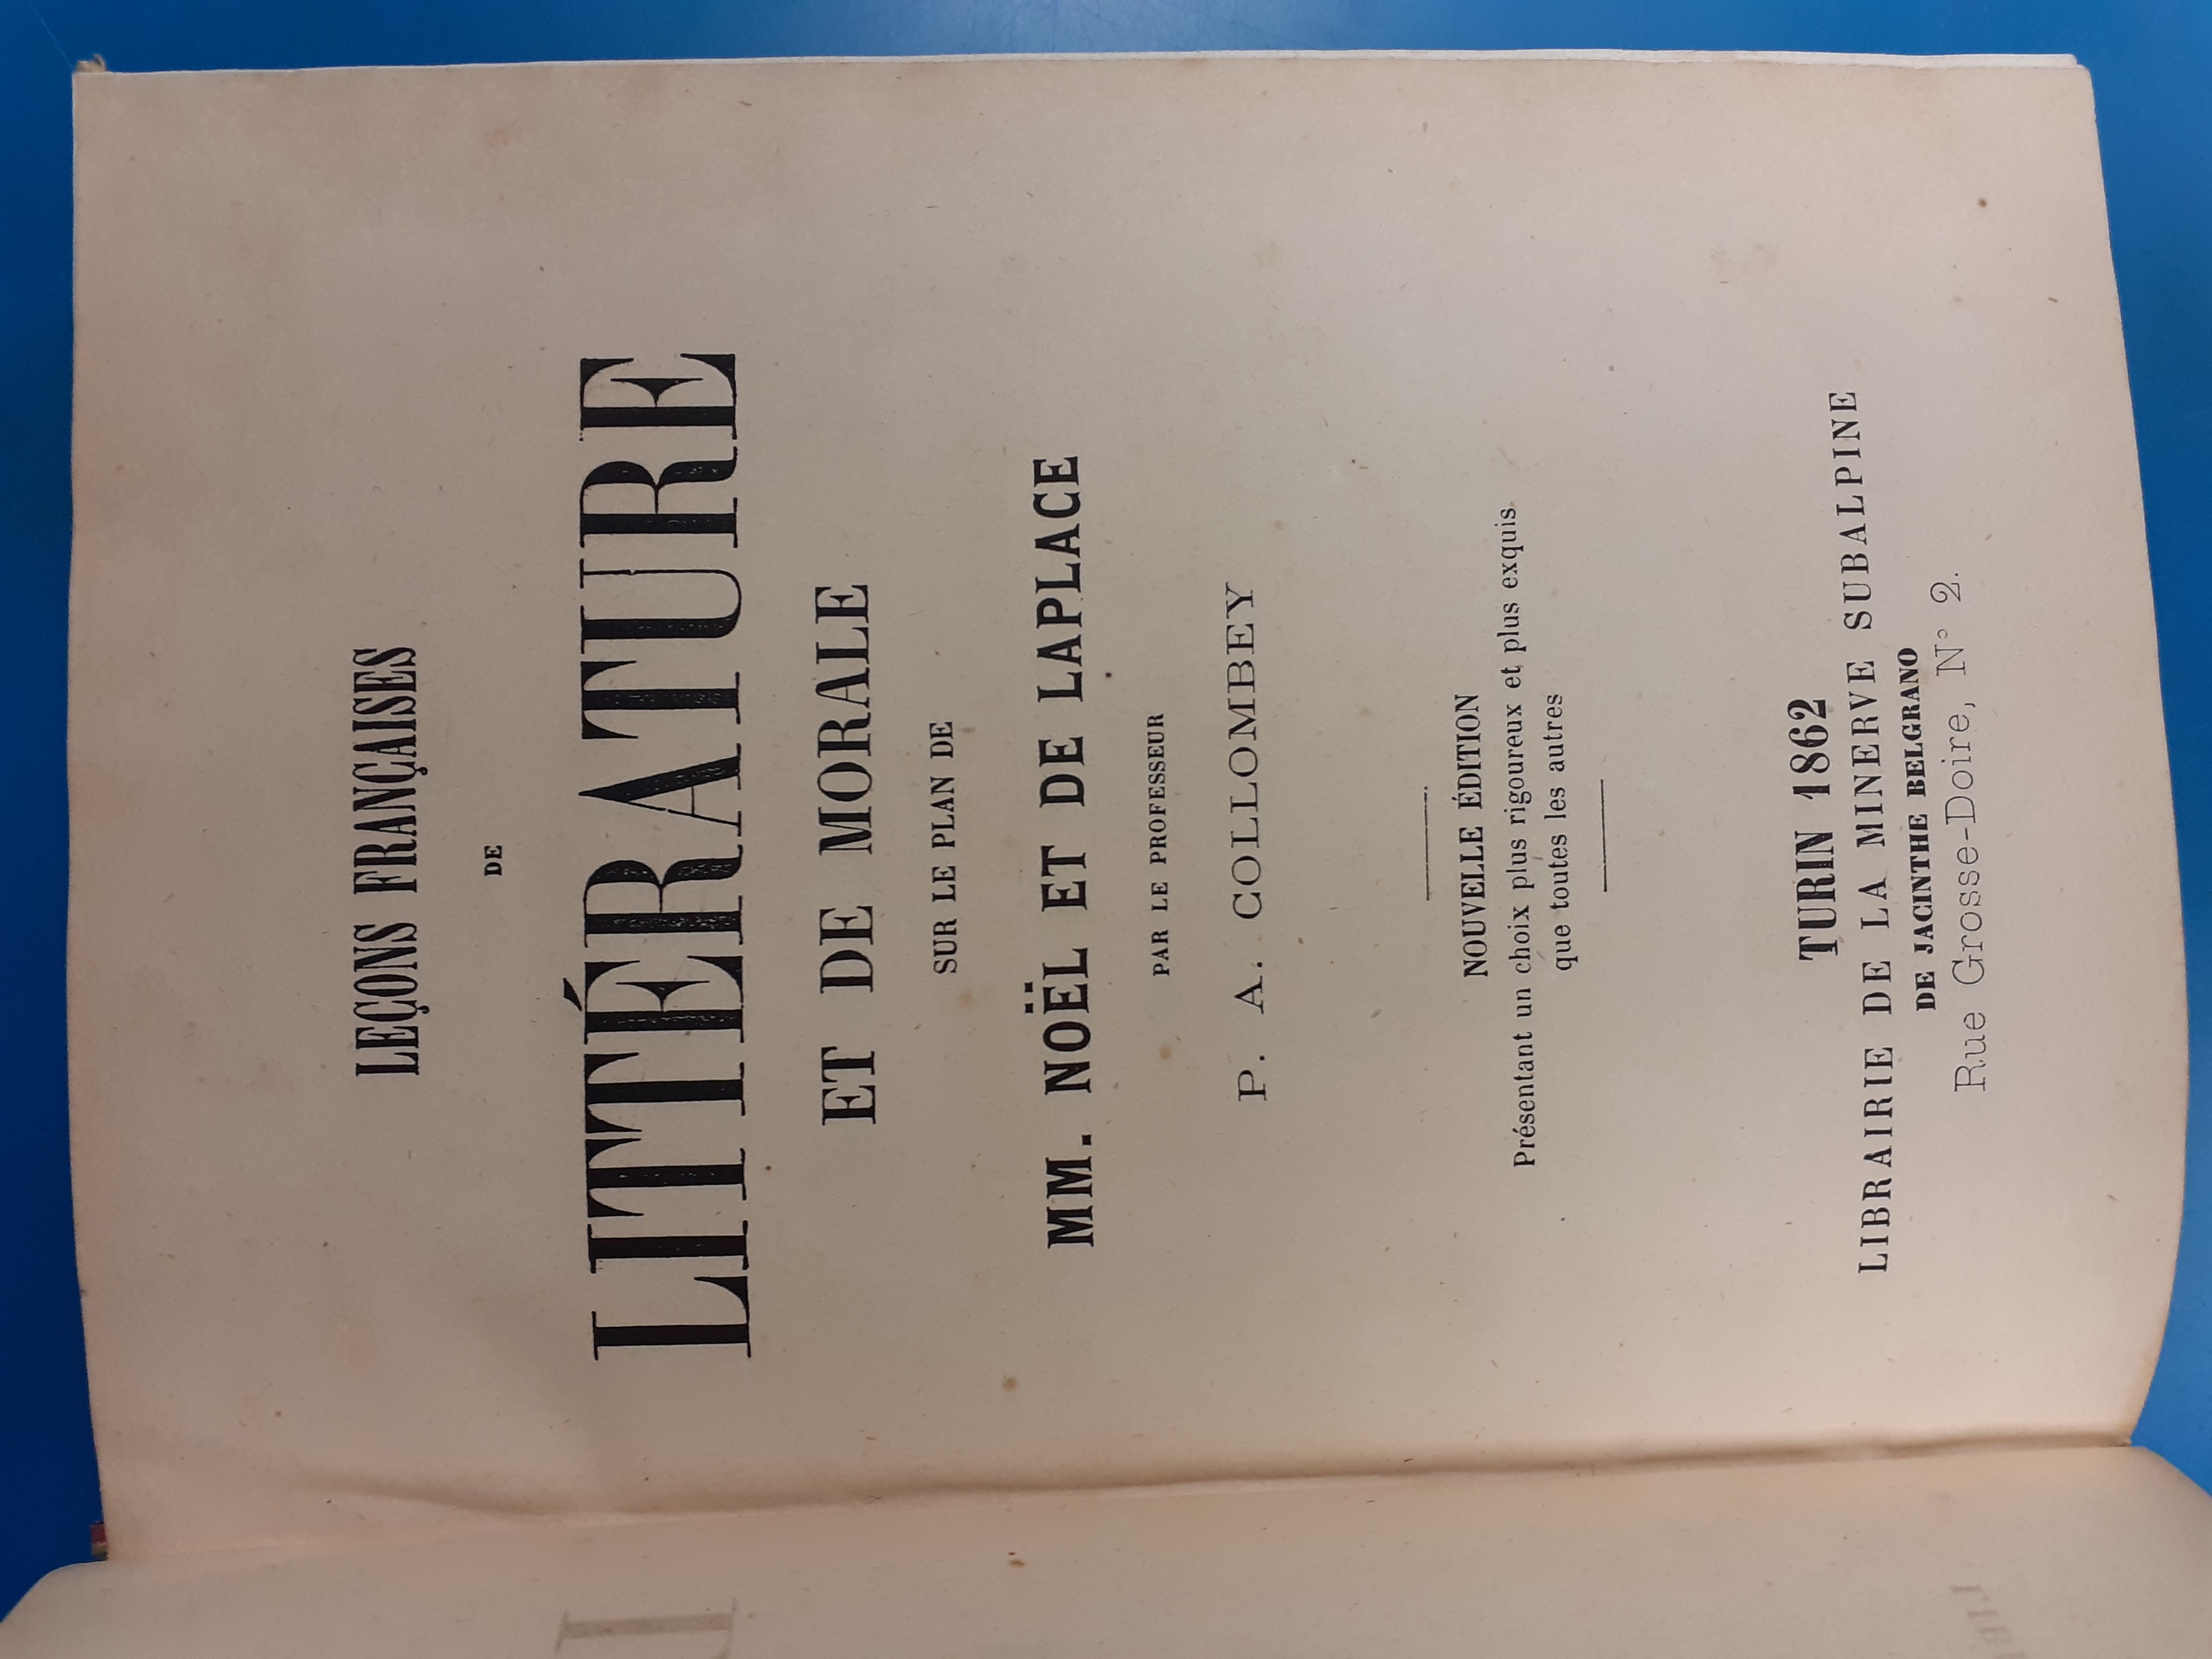 LEÇONS FRANÇAISES
DE
LITTÉRATURE
ET DE MORALE
SUR LE PLAN DE
MM. NOËL ET DE LAPLACE
PAR LE PROFESSEUR
P. A. COLLOMBEY
NOUVELLE ÉDITION
Présentant un choix plus rigoureux et plus exquis
que toutes les autres
TURIN 1862
LIBRAIRIE DE LA MINERVE SUBALPINE
DE JACINTHE BELGRANO
Rue Grosse-Doire, N° 2.